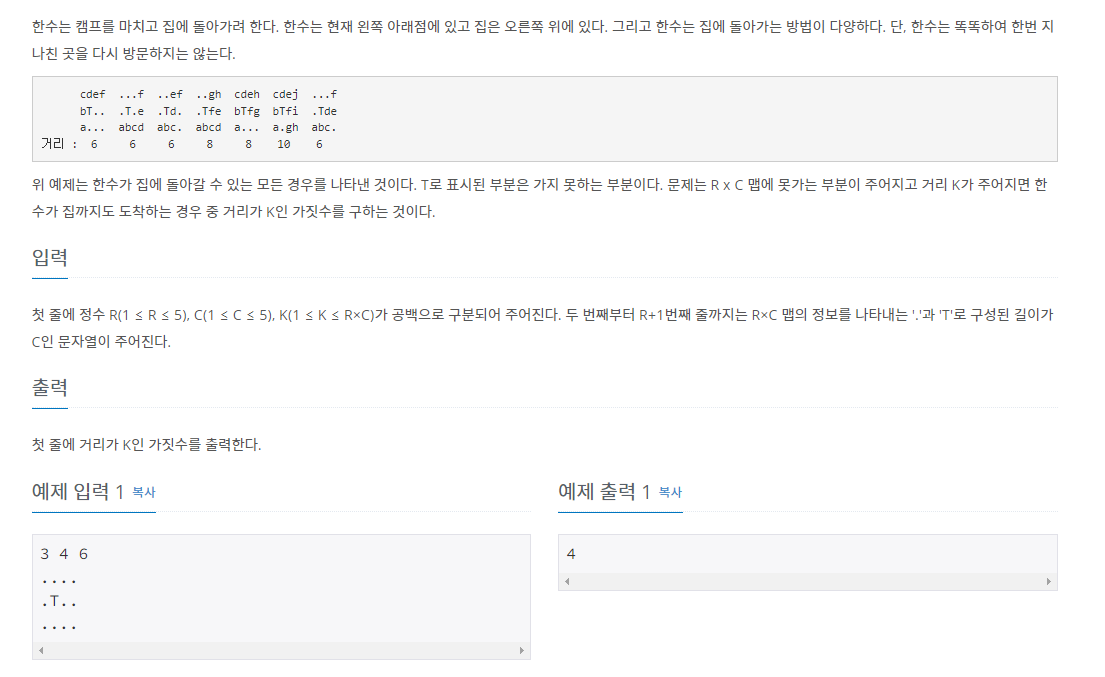 한수는 캠프를 마치고 집에 돌아가려 한다. 한수는 현재 왼쪽 아래점에 있고 집은 오른쪽 위에 있다. 그리고 한수는 집에 돌아가는 방법이 다양하다. 단, 한수는 똑똑하여 한번 지
나친 곳을 다시 방문하지는 않는다.
cdef ...f ..ef ..gh cdeh cdej ...f
bT.. .T.e .Td. .Tfe bTfg bTfi .Tde
a... abcd abc. abcd a... a.gh abc.
거리 : 6 6 6 8 8 10 6
위 예제는 한수가 집에 돌아갈 수 있는 모든 경우를 나타낸 것이다. T로 표시된 부분은 가지 못하는 부분이다. 문제는 R x C 맵에 못가는 부분이 주어지고 거리 K가 주어지면 한
수가 집까지도 도착하는 경우 중 거리가 K인 가짓수를 구하는 것이다.
입력
첫 줄에 정수 R(1 ≤ R ≤ 5), C(1 ≤ C ≤ 5), K(1 ≤ K ≤ R×C)가 공백으로 구분되어 주어진다. 두 번째부터 R+1번째 줄까지는 R×C 맵의 정보를 나타내는 '.'과 'T'로 구성된 길이가
C인 문자열이 주어진다.
출력
첫 줄에 거리가 K인 가짓수를 출력한다.
예제 입력 1 복사
3 4 6
....
.T..
....
예제 출력 1 복사
4